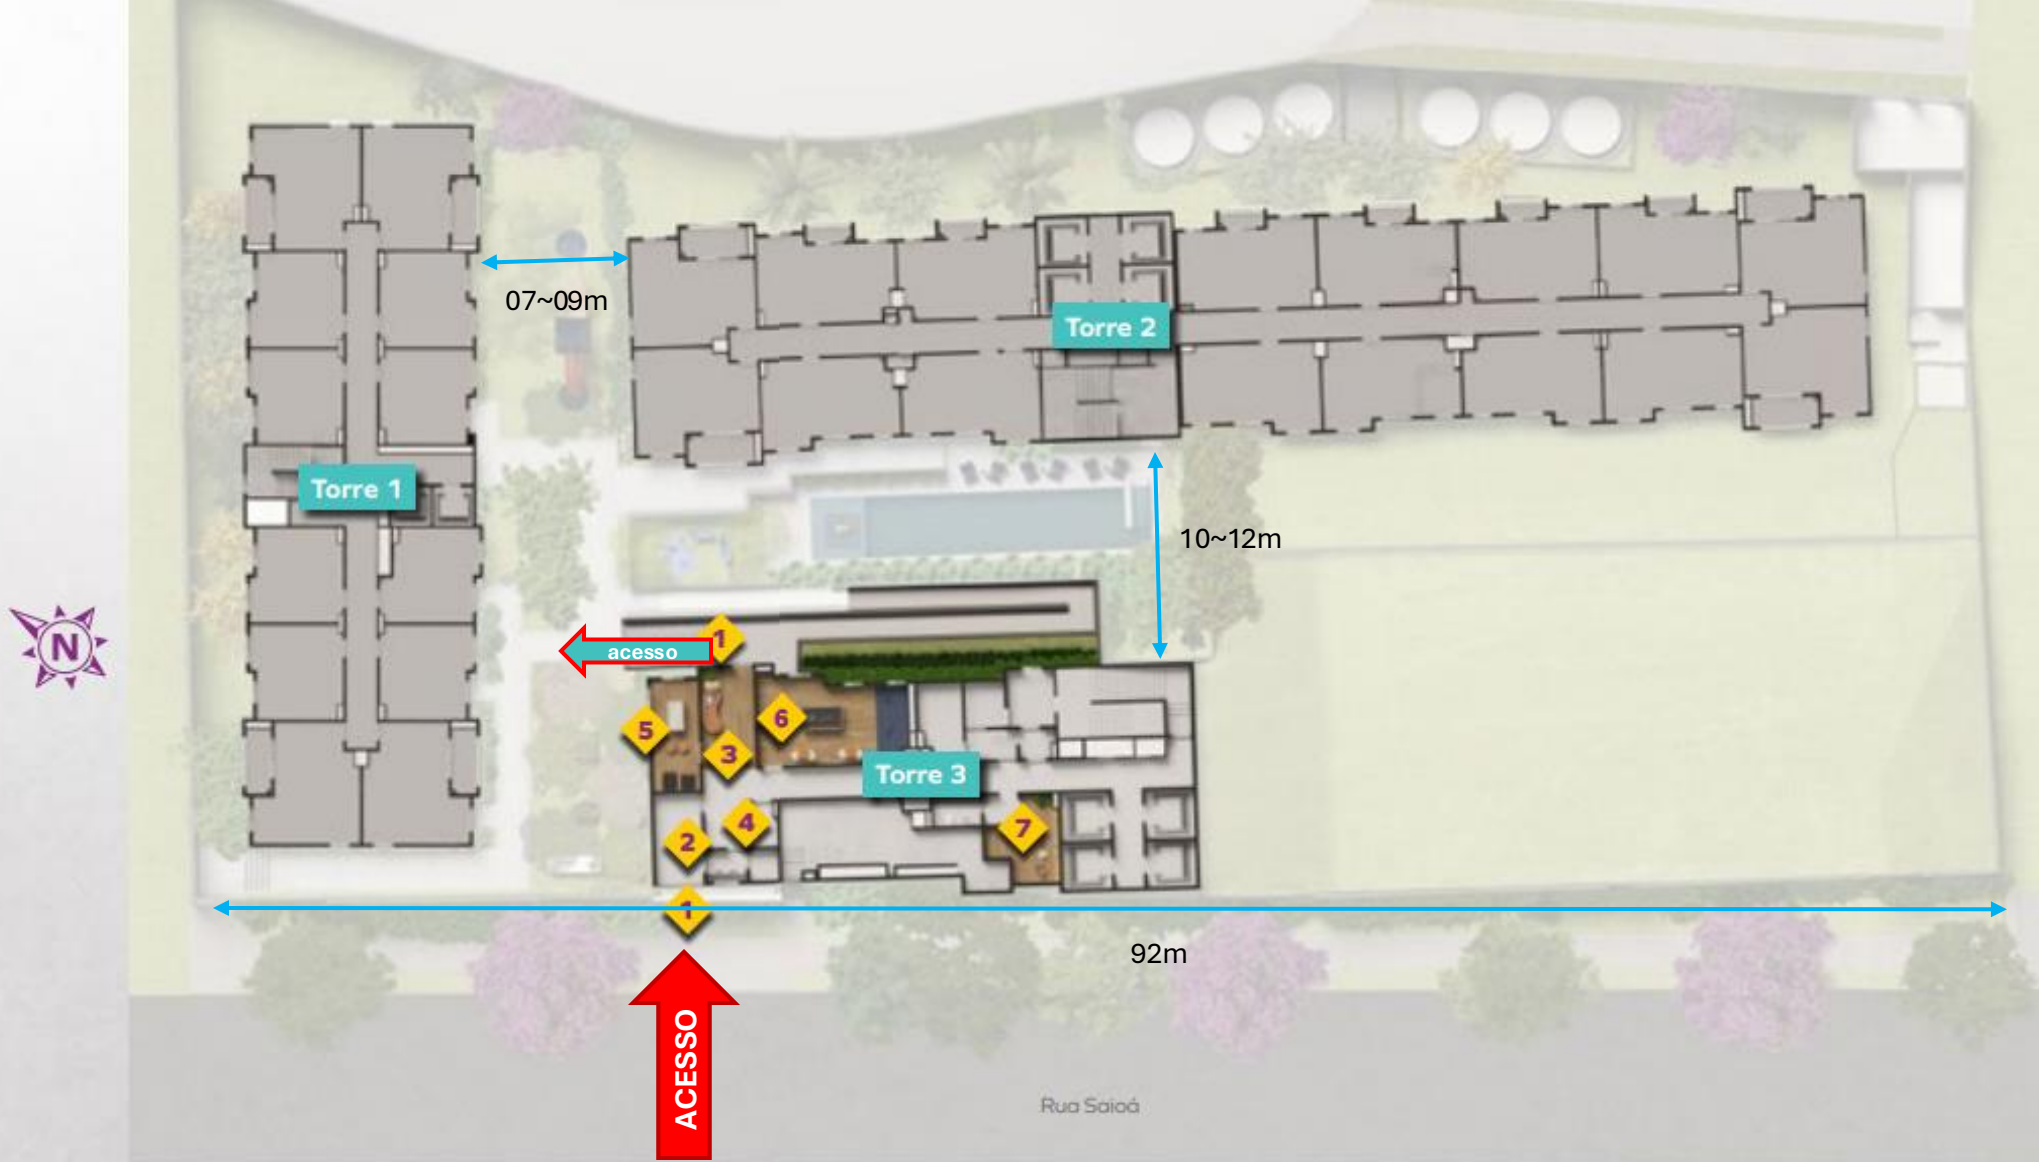 07~09m
Torre 2
Torre 1
10~12m
N
1
acesso
5
6
3
Torre 3
4
2
7
1
92m
ACESSO
Rua Saioá